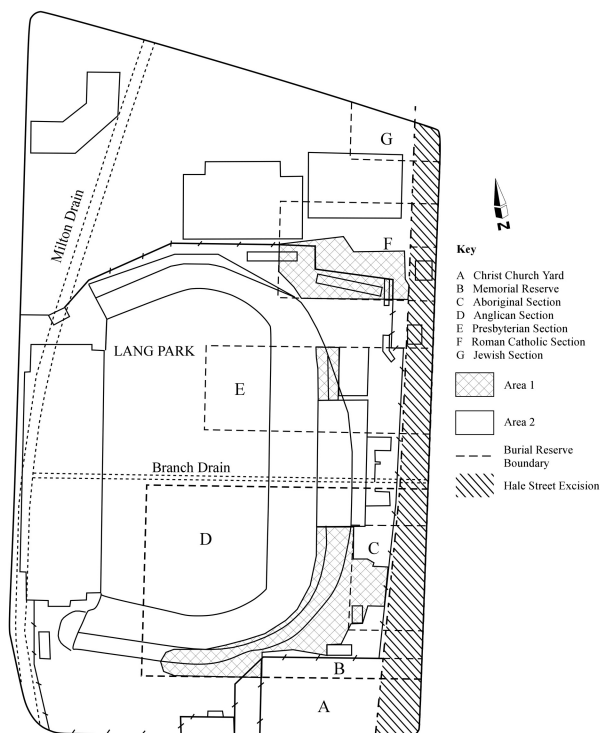 G
N
F
Milton Drain
Key
A Christ Church Yard
B Memorial Reserve
C Aboriginal Section
D Anglican Section
E Presbyterian Section
F Roman Catholic Section
G Jewish Section
LANG PARK
E
Area 1
Area 2
Burial Reserve
Boundary
Branch Drain
Hale Street Excision
D
C
B
A